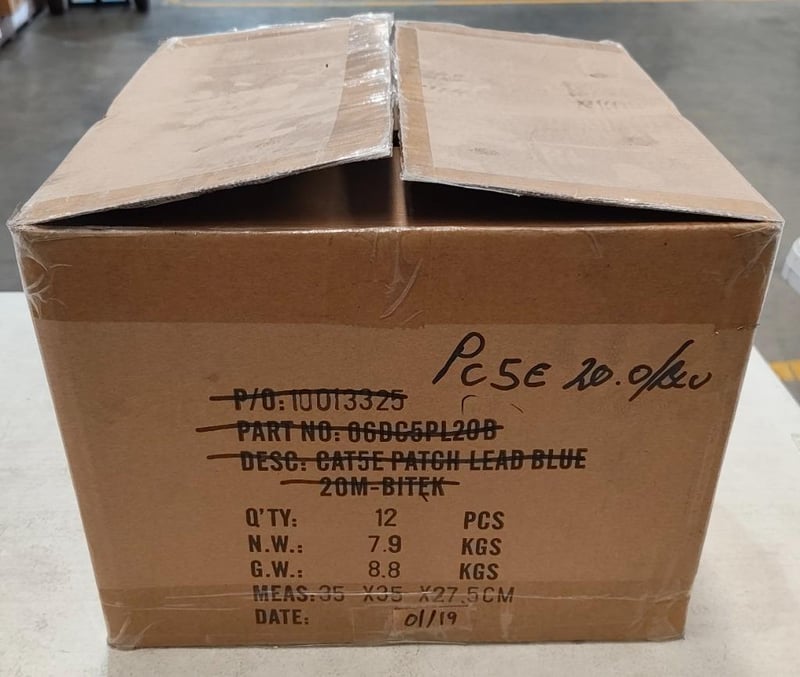 PC5E 20.0/BLU
P/O: 10013325
PART NO: 06DC5PL20B
DESC: CAT5E PATCH LEAD BLUE
20M-BITEK
Q'TY: 12 PCS
N.W.: 7.9 KGS
G.W.: 8.8 KGS
MEAS: 35 X35 X27.5CM
DATE: 01/19